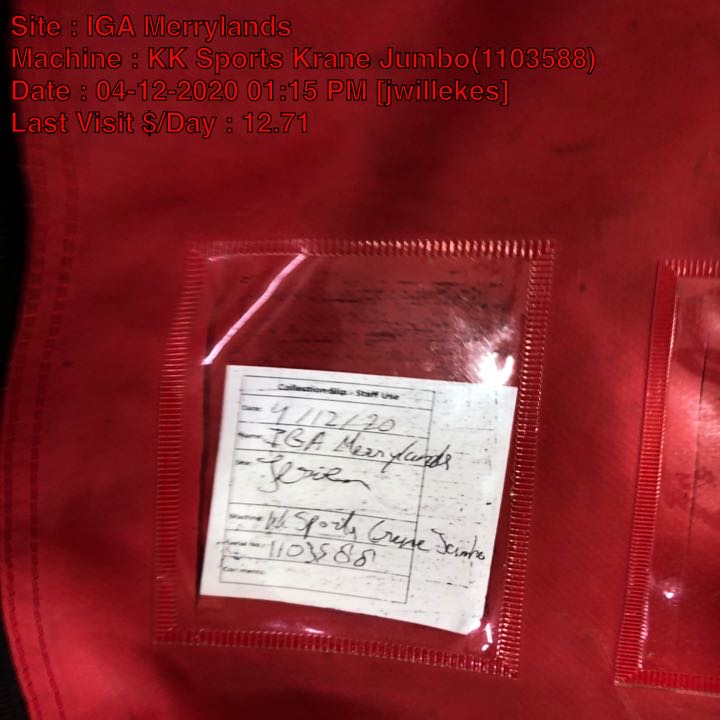 Site : IGA Merrylands
Machine : KK Sports Krane Jumbo(1103588)
Date : 04-12-2020 01:15 PM [jwillekes]
Last Visit $/Day : 12.71
Collection Slip - Staff Use
Date: 4/12/20
Name: IGA Merrylands
Machine: KK Sports Crane Jumbo
Serial No.: 1103588
Comments: